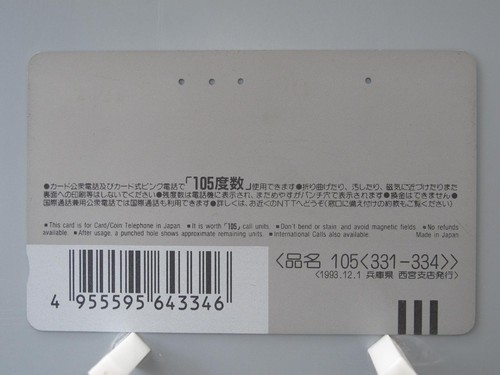 ●カード公衆電話及びカード式ピンク電話で「105度数」使用できます●折り曲げたり、汚したり、磁気に近づけたりまた
裏面への印刷等はしないでください●残度数は電話機に表示され、まためやすがパンチ穴で表示されます●換金はできません●
国際通話兼用公衆電話では国際通話も利用できます●詳しくは、お近くのNTTへどうぞ(窓口に備え付けの約款もご覧ください)
●This card is for Card/Coin Telephone in Japan. ●It is worth「105」call units. ●Don't bend or stain and avoid magnetic fields. ●No refunds
available. ●After usage, a punched hole shows approximate remaining units. ●International Calls also available. Made in Japan
4 955595 643346
〈品名 105〈331-334〉〉
〈1993.12.1 兵庫県 西宮支店発行〉